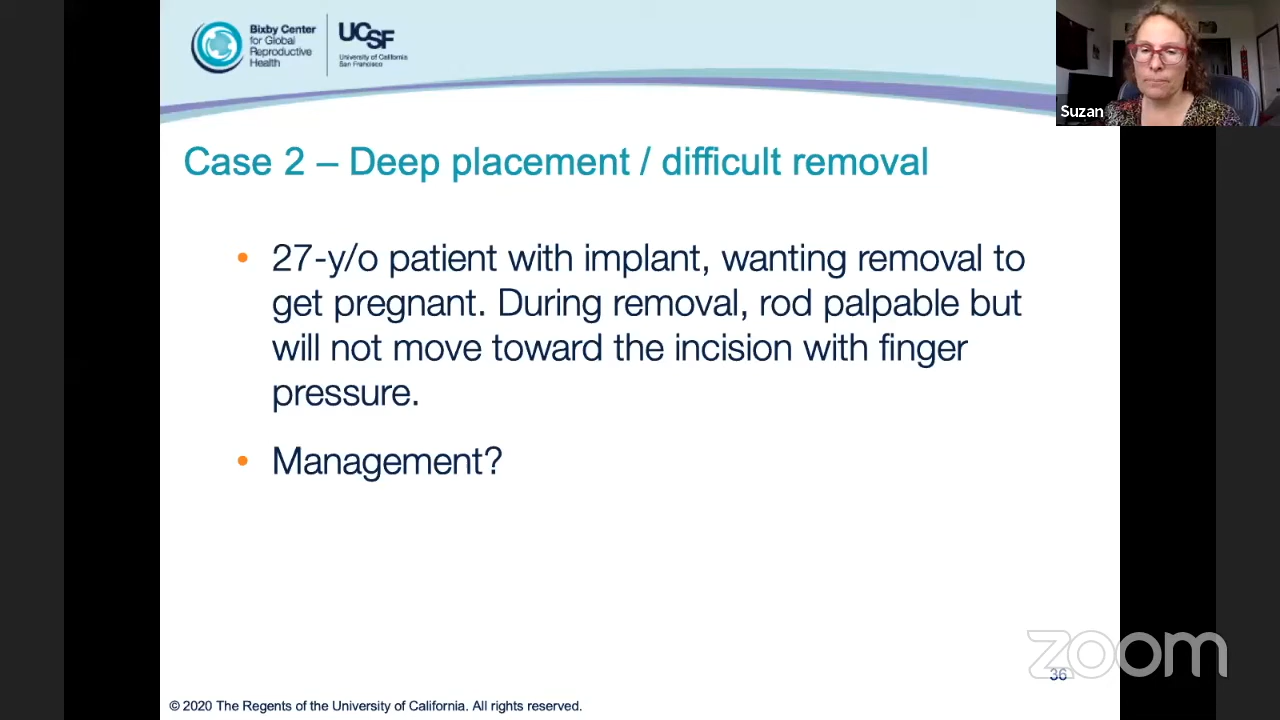 Bixby Center
for Global
Reproductive
Health
UCSF
University of California
San Francisco
Suzan
Case 2 – Deep placement / difficult removal
• 27-y/o patient with implant, wanting removal to
get pregnant. During removal, rod palpable but
will not move toward the incision with finger
pressure.
• Management?
zoom
36
© 2020 The Regents of the University of California. All rights reserved.